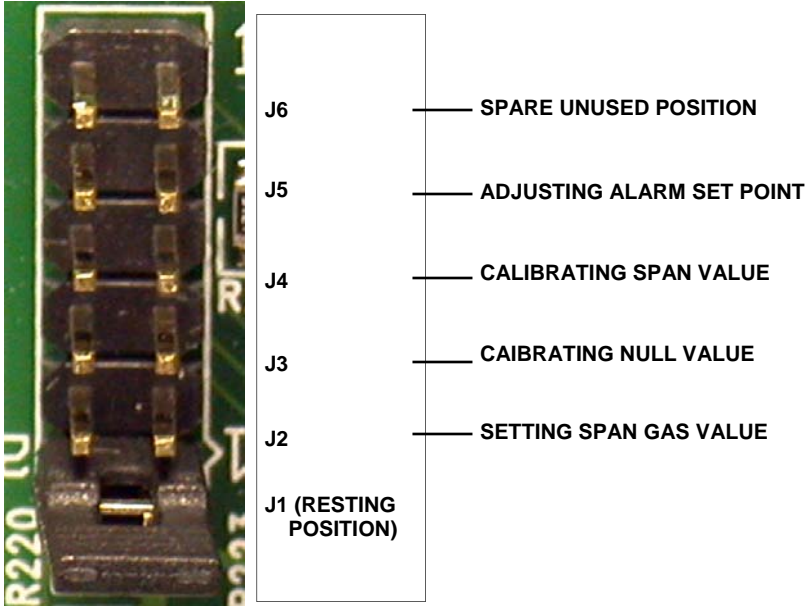 J6 SPARE UNUSED POSITION
J5 ADJUSTING ALARM SET POINT
J4 CALIBRATING SPAN VALUE
J3 CAIBRATING NULL VALUE
J2 SETTING SPAN GAS VALUE
J1 (RESTING
POSITION)
R220